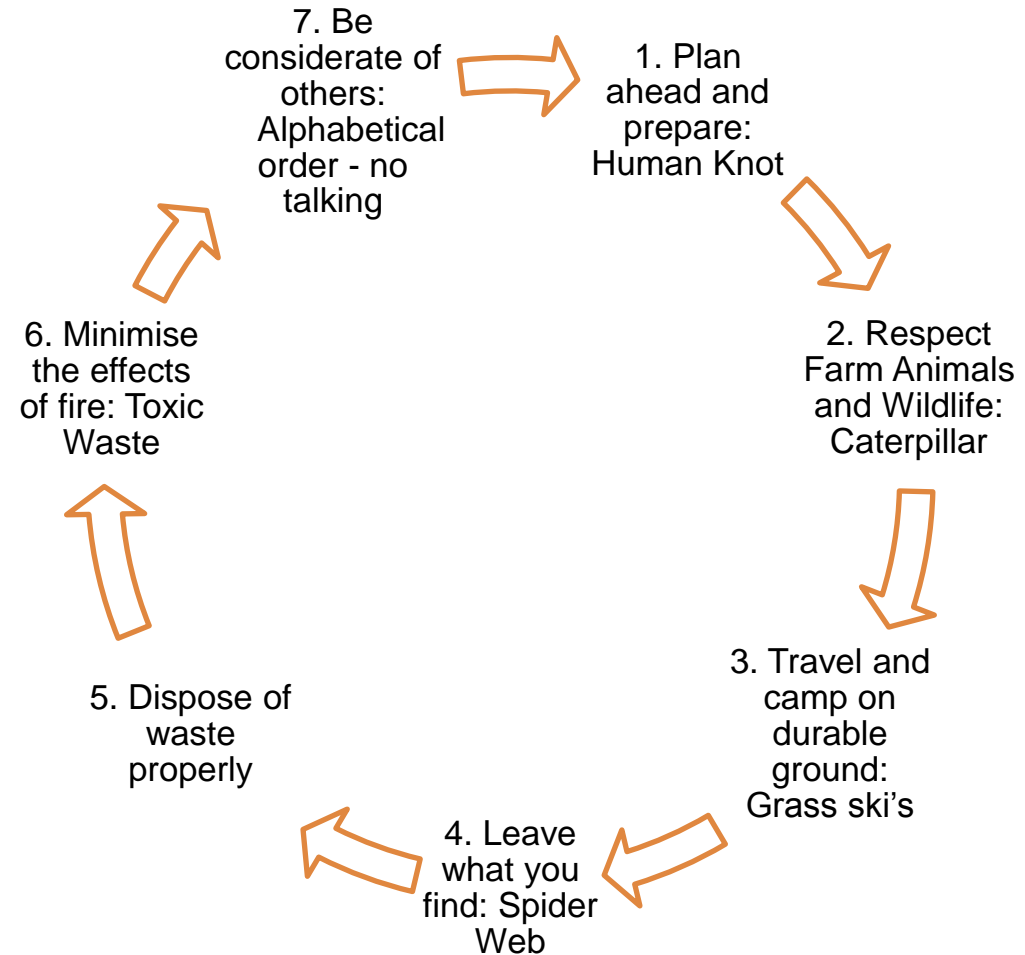 1. Plan
ahead and
prepare:
Human Knot
2. Respect
Farm Animals
and Wildlife:
Caterpillar
3. Travel and
camp on
durable
ground:
Grass ski's
4. Leave
what you
find: Spider
Web
5. Dispose of
waste
properly
6. Minimise
the effects
of fire: Toxic
Waste
7. Be
considerate of
others:
Alphabetical
order - no
talking